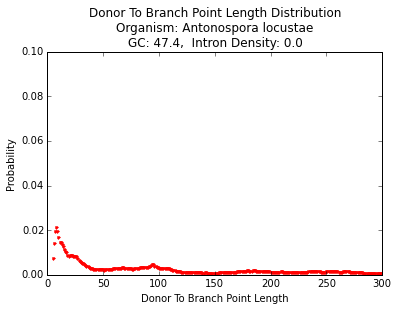 Donor To Branch Point Length Distribution
Organism: Antonospora locustae
GC: 47.4,  Intron Density: 0.0
0.10
0.08
0.06
0.04
0.02
0.00
Probability
0 50 100 150 200 250 300
Donor To Branch Point Length